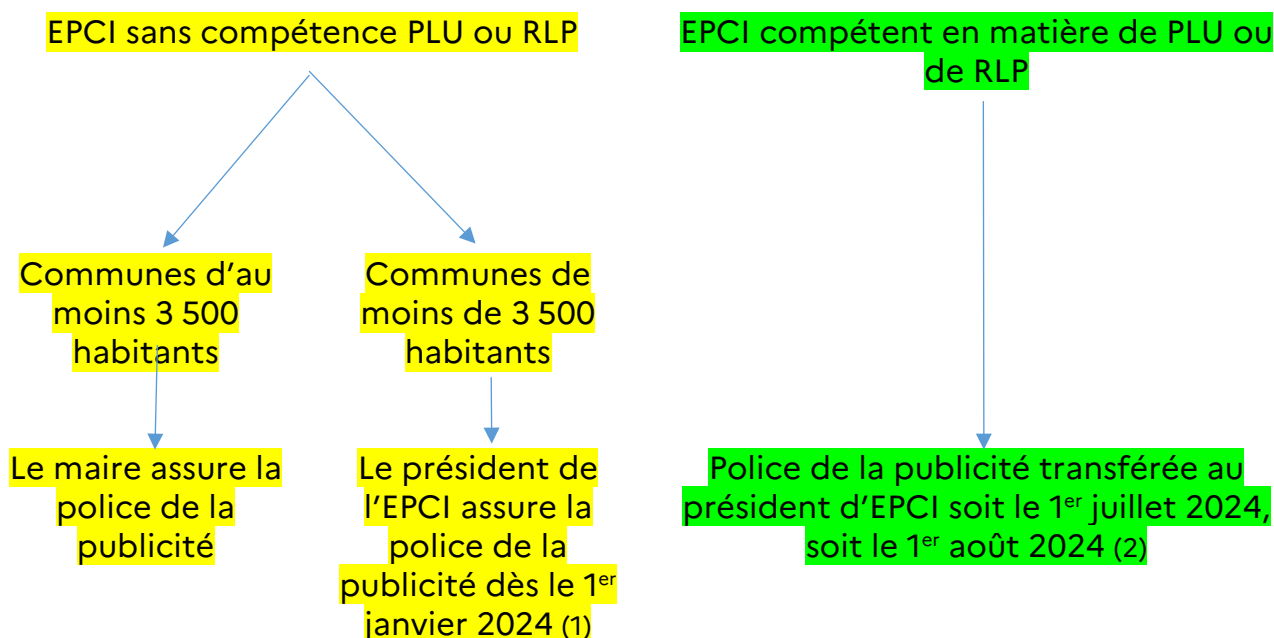 EPCI sans compétence PLU ou RLP
EPCI compétent en matière de PLU ou
de RLP
Communes d’au
moins 3 500
habitants
Communes de
moins de 3 500
habitants
Le maire assure la
police de la
publicité
Le président de
l’EPCI assure la
police de la
publicité dès le 1er
janvier 2024 (1)
Police de la publicité transférée au
président d’EPCI soit le 1er juillet 2024,
soit le 1er août 2024 (2)